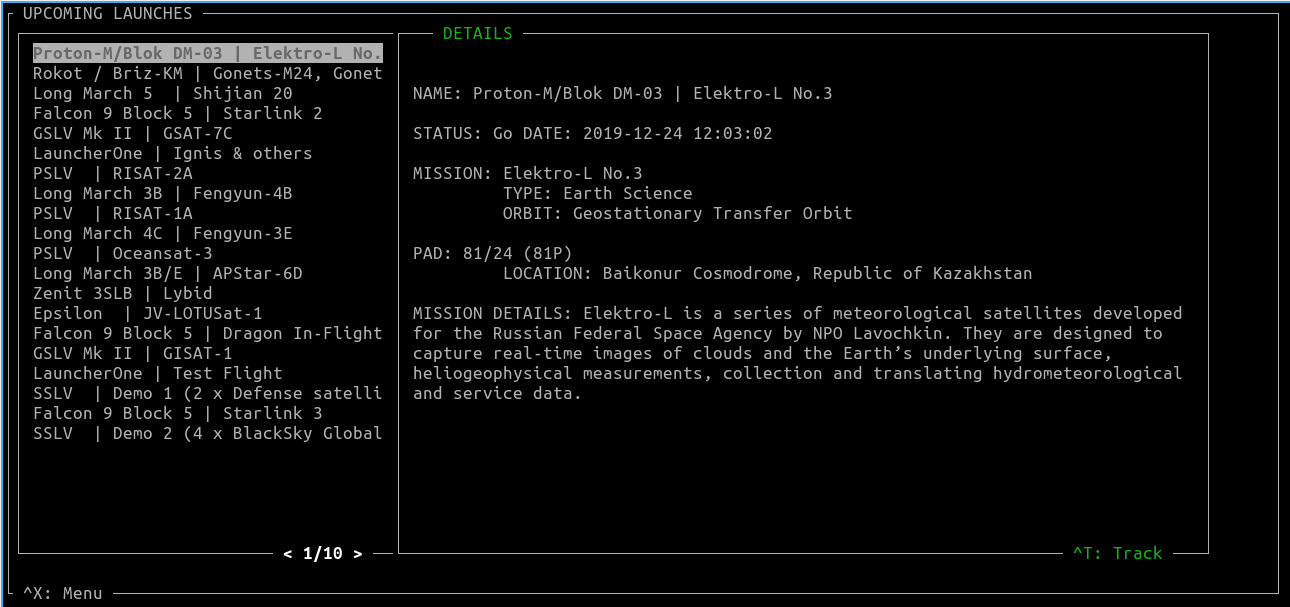 UPCOMING LAUNCHES
Proton-M/Blok DM-03 | Elektro-L No.
Rokot / Briz-KM | Gonets-M24, Gonet
Long March 5  | Shijian 20
Falcon 9 Block 5 | Starlink 2
GSLV Mk II | GSAT-7C
LauncherOne | Ignis & others
PSLV  | RISAT-2A
Long March 3B | Fengyun-4B
PSLV  | RISAT-1A
Long March 4C | Fengyun-3E
PSLV  | Oceansat-3
Long March 3B/E | APStar-6D
Zenit 3SLB | Lybid
Epsilon  | JV-LOTUSat-1
Falcon 9 Block 5 | Dragon In-Flight
GSLV Mk II | GISAT-1
LauncherOne | Test Flight
SSLV  | Demo 1 (2 x Defense satelli
Falcon 9 Block 5 | Starlink 3
SSLV  | Demo 2 (4 x BlackSky Global
< 1/10 >
DETAILS
NAME: Proton-M/Blok DM-03 | Elektro-L No.3
STATUS: Go DATE: 2019-12-24 12:03:02
MISSION: Elektro-L No.3
TYPE: Earth Science
ORBIT: Geostationary Transfer Orbit
PAD: 81/24 (81P)
LOCATION: Baikonur Cosmodrome, Republic of Kazakhstan
MISSION DETAILS: Elektro-L is a series of meteorological satellites developed
for the Russian Federal Space Agency by NPO Lavochkin. They are designed to
capture real-time images of clouds and the Earth’s underlying surface,
heliogeophysical measurements, collection and translating hydrometeorological
and service data.
^T: Track
^X: Menu